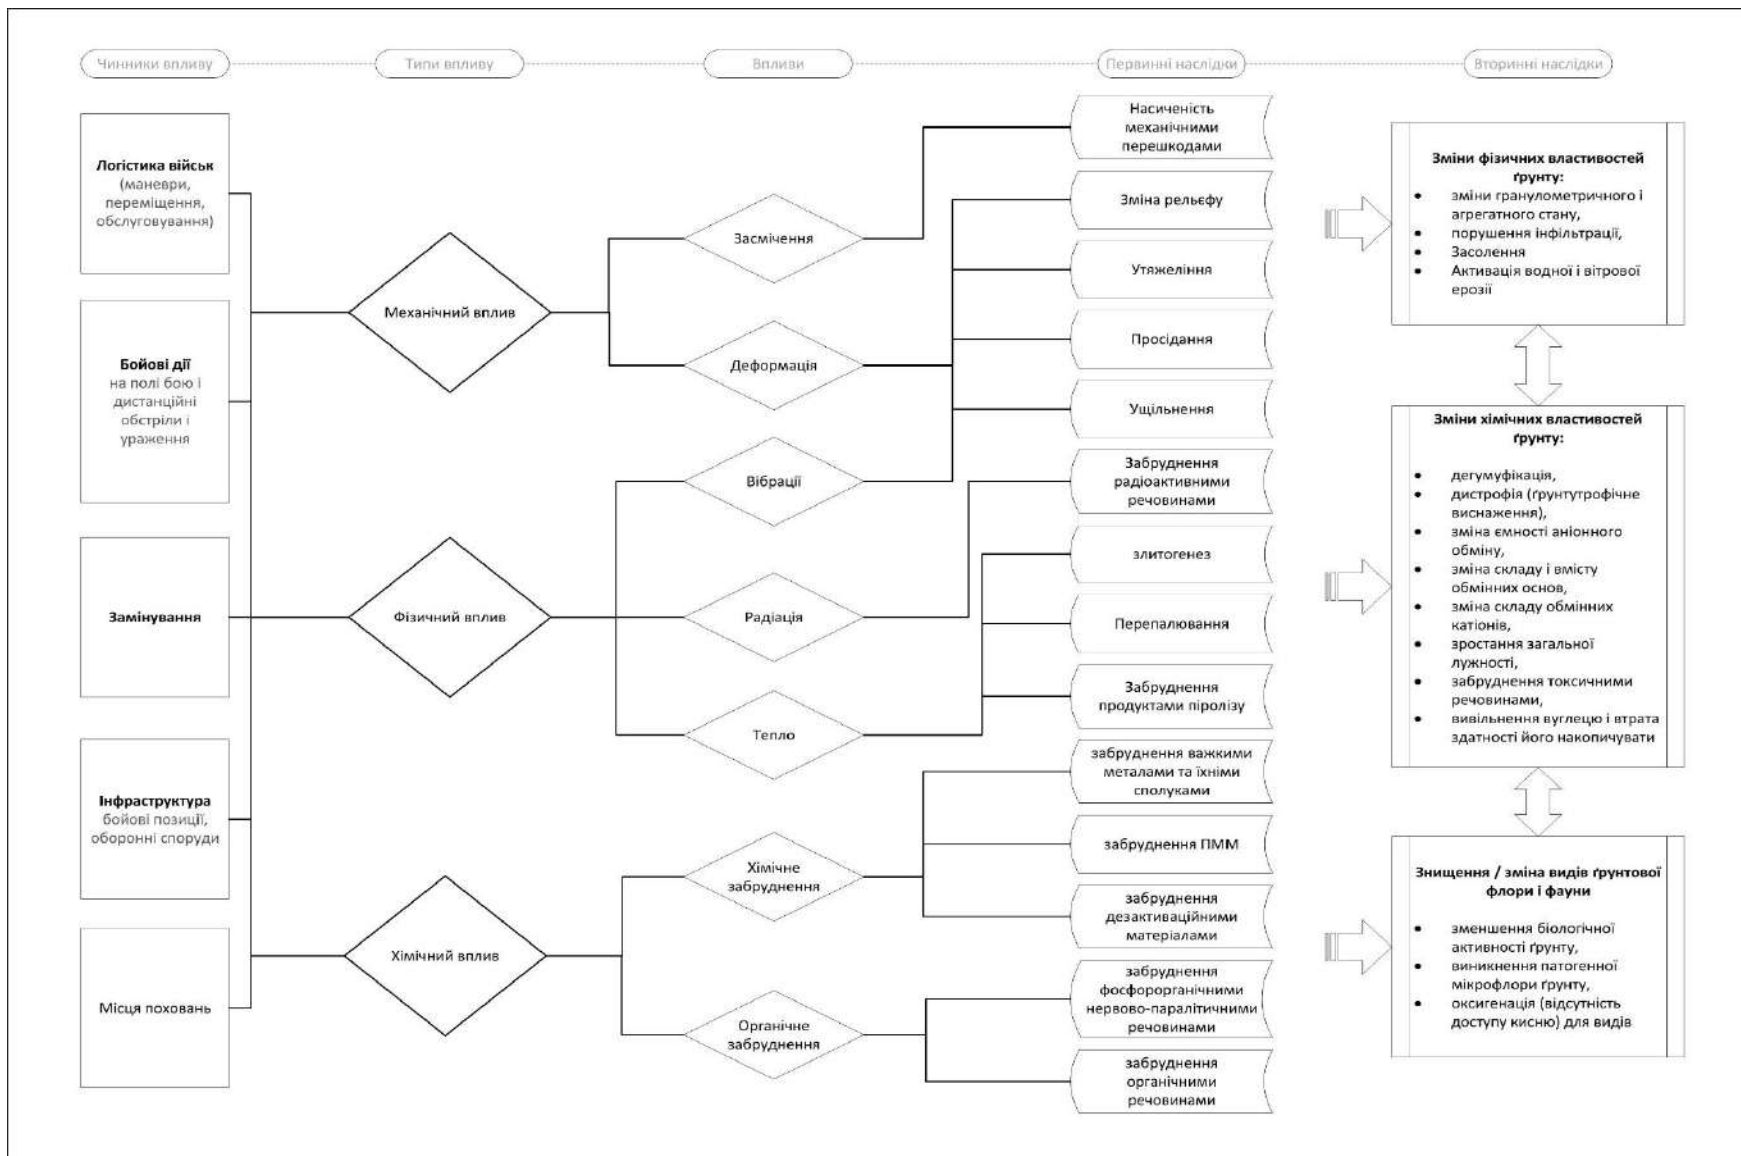 Чинники впливу
Типи впливу
Впливи
Первинні наслідки
Вторинні наслідки
Логістика військ
(маневри,
переміщення,
обслуговування)
Бойові дії
на полі бою і
дистанційні
обстріли і
ураження
Замінування
Інфраструктура
бойові позиції,
оборонні споруди
Місця поховань
Механічний вплив
Фізичний вплив
Хімічний вплив
Засмічення
Деформація
Вібрації
Радіація
Тепло
Хімічне
забруднення
Органічне
забруднення
Насиченість
механічними
перешкодами
Зміна рельєфу
Утяжеління
Просідання
Ущільнення
Забруднення
радіоактивними
речовинами
злитогенез
Перепалювання
Забруднення
продуктами піролізу
забруднення важкими
металами та їхніми
сполуками
забруднення ПММ
забруднення
дезактиваційними
матеріалами
забруднення
фосфорорганічними
нервово-паралітичними
речовинами
забруднення
органічними
речовинами
Зміни фізичних властивостей
ґрунту:
• зміни гранулометричного і
агрегатного стану,
• порушення інфільтрації,
• Засолення
• Активація водної і вітрової
ерозії
Зміни хімічних властивостей
ґрунту:
• дегумуфікація,
• дистрофія (ґрунтутрофічне
виснаження),
• зміна ємності аніонного
обміну,
• зміна складу і вмісту
обмінних основ,
• зміна складу обмінних
катіонів,
• зростання загальної
лужності,
• забруднення токсичними
речовинами,
• вивільнення вуглецю і втрата
здатності його накопичувати
Знищення / зміна видів ґрунтової
флори і фауни
• зменшення біологічної
активності ґрунту,
• виникнення патогенної
мікрофлори ґрунту,
• оксигенація (відсутність
доступу кисню) для видів